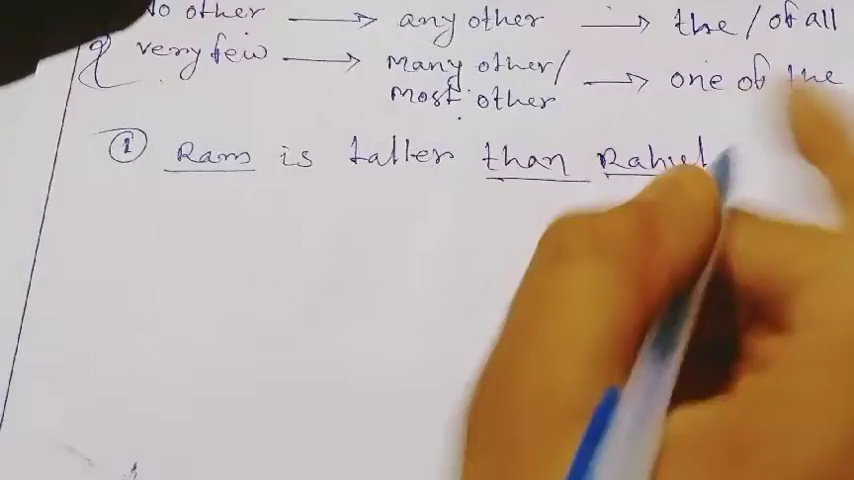 No other → any other → the / of all
very few → Many other/ → one of the
Most other
① Ram is taller than Rahul